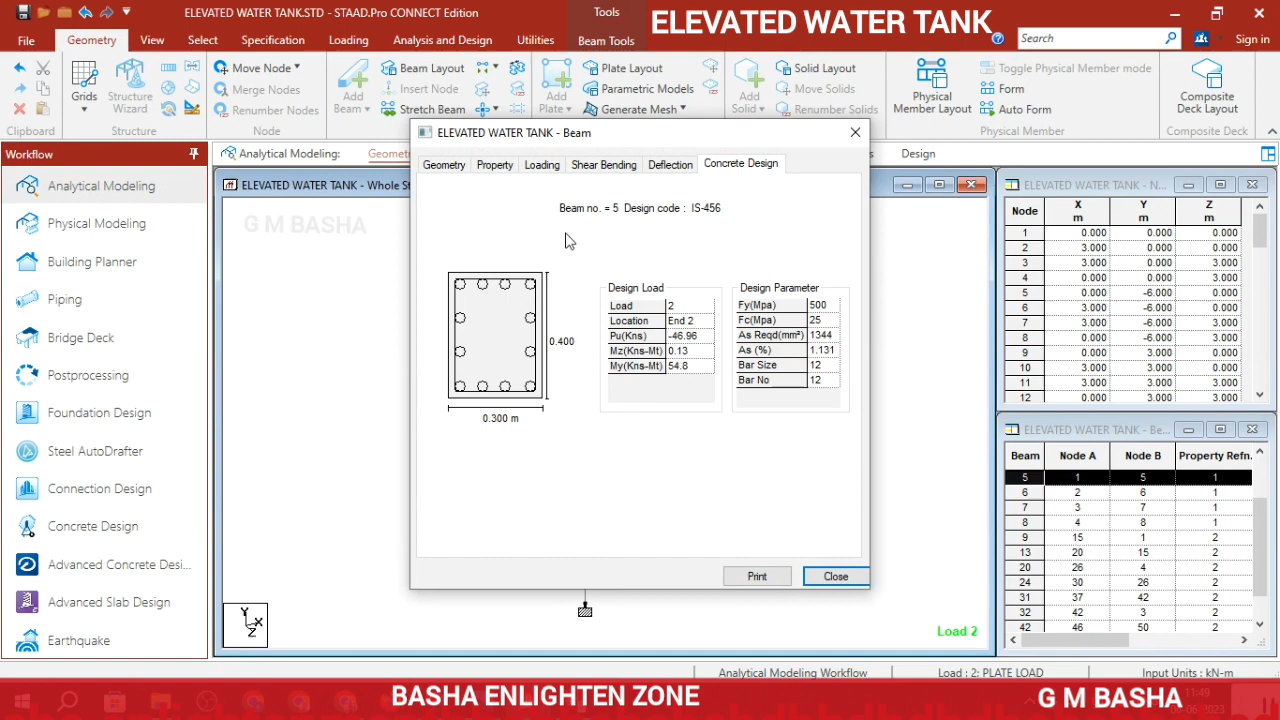 ELEVATED WATER TANK.STD - STAAD.Pro CONNECT Edition
Tools
ELEVATED WATER TANK
File
Geometry
View
Select
Specification
Loading
Analysis and Design
Utilities
Beam Tools
Search
Sign in
Grids
Structure Wizard
Move Node
Merge Nodes
Renumber Nodes
Add Beam
Beam Layout
Insert Node
Stretch Beam
Add Plate
Plate Layout
Parametric Models
Generate Mesh
Add Solid
Solid Layout
Move Solids
Renumber Solids
Physical Member Layout
Toggle Physical Member mode
Form
Auto Form
Composite Deck Layout
Clipboard
Structure
Node
Physical Member
Composite Deck
Workflow
Analytical Modeling
Physical Modeling
Building Planner
Piping
Bridge Deck
Postprocessing
Foundation Design
Steel AutoDrafter
Connection Design
Concrete Design
Advanced Concrete Desi...
Advanced Slab Design
Earthquake
Analytical Modeling:
Geomet
s
Design
ELEVATED WATER TANK - Whole St
G M BASHA
ELEVATED WATER TANK - Beam
Geometry
Property
Loading
Shear Bending
Deflection
Concrete Design
Beam no. = 5 Design code : IS-456
0.400
0.300 m
Design Load
Load 2
Location End 2
Pu(Kns) -46.96
Mz(Kns-Mt) 0.13
My(Kns-Mt) 54.8
Design Parameter
Fy(Mpa) 500
Fc(Mpa) 25
As Reqd(mm²) 1344
As (%) 1.131
Bar Size 12
Bar No 12
Print
Close
Y
X
Z
Load 2
ELEVATED WATER TANK - N...
Node X m Y m Z m
1 0.000 0.000 0.000
2 3.000 0.000 0.000
3 3.000 0.000 3.000
4 0.000 0.000 3.000
5 0.000 -6.000 0.000
6 3.000 -6.000 0.000
7 3.000 -6.000 3.000
8 0.000 -6.000 3.000
9 0.000 3.000 0.000
10 3.000 3.000 0.000
11 3.000 3.000 3.000
12 0.000 3.000 3.000
ELEVATED WATER TANK - Be...
Beam Node A Node B Property Refn.
5 1 5 1
6 2 6 1
7 3 7 1
8 4 8 1
9 15 1 2
13 20 15 2
20 26 4 2
24 30 26 2
31 37 42 2
32 42 3 2
42 46 50 2
Analytical Modeling Workflow
Load : 2: PLATE LOAD
Input Units : kN-m
BASHA ENLIGHTEN ZONE
G M BASHA
11:49